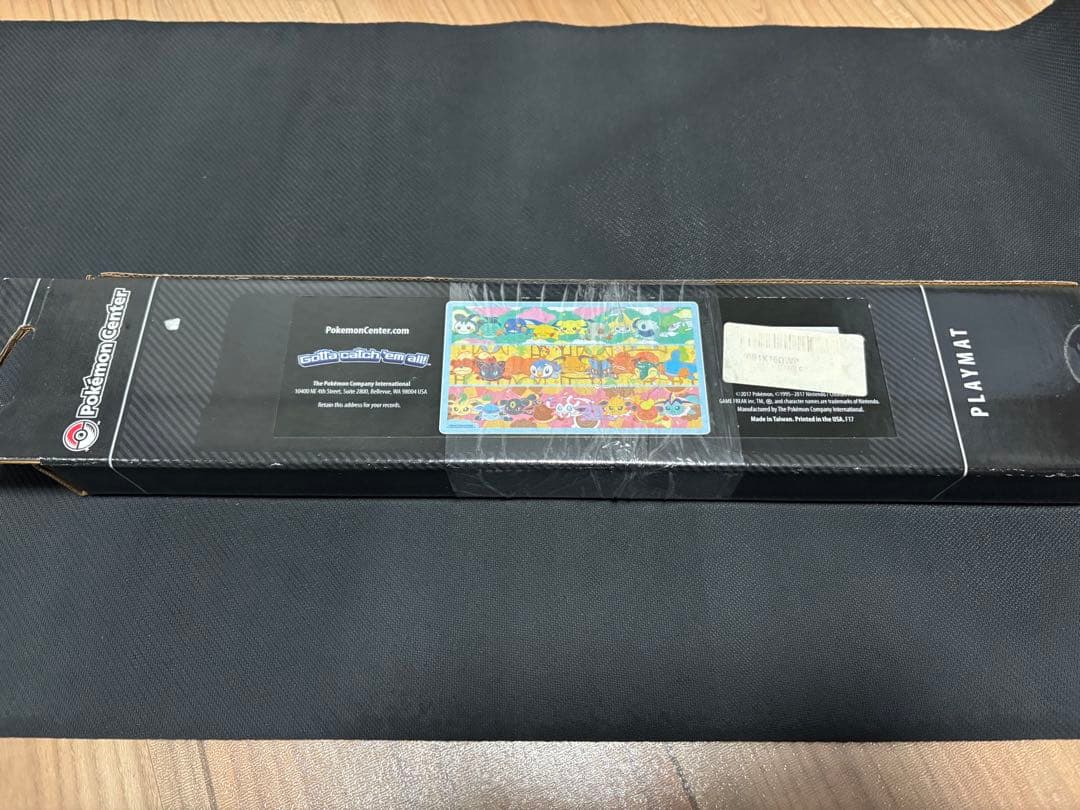 Pokémon Center
PokemonCenter.com
Gotta catch 'em all!
The Pokémon Company International
10400 NE 4th Street, Suite 2800, Bellevue, WA 98004 USA
Retain this address for your records.
©2017 Pokémon. ©1995–2017 Nintendo /
GAME FREAK inc. TM, ®, and character names are trademarks of Nintendo.
Manufactured by The Pokémon Company International.
Made in Taiwan. Printed in the USA. F17
PLAYMAT